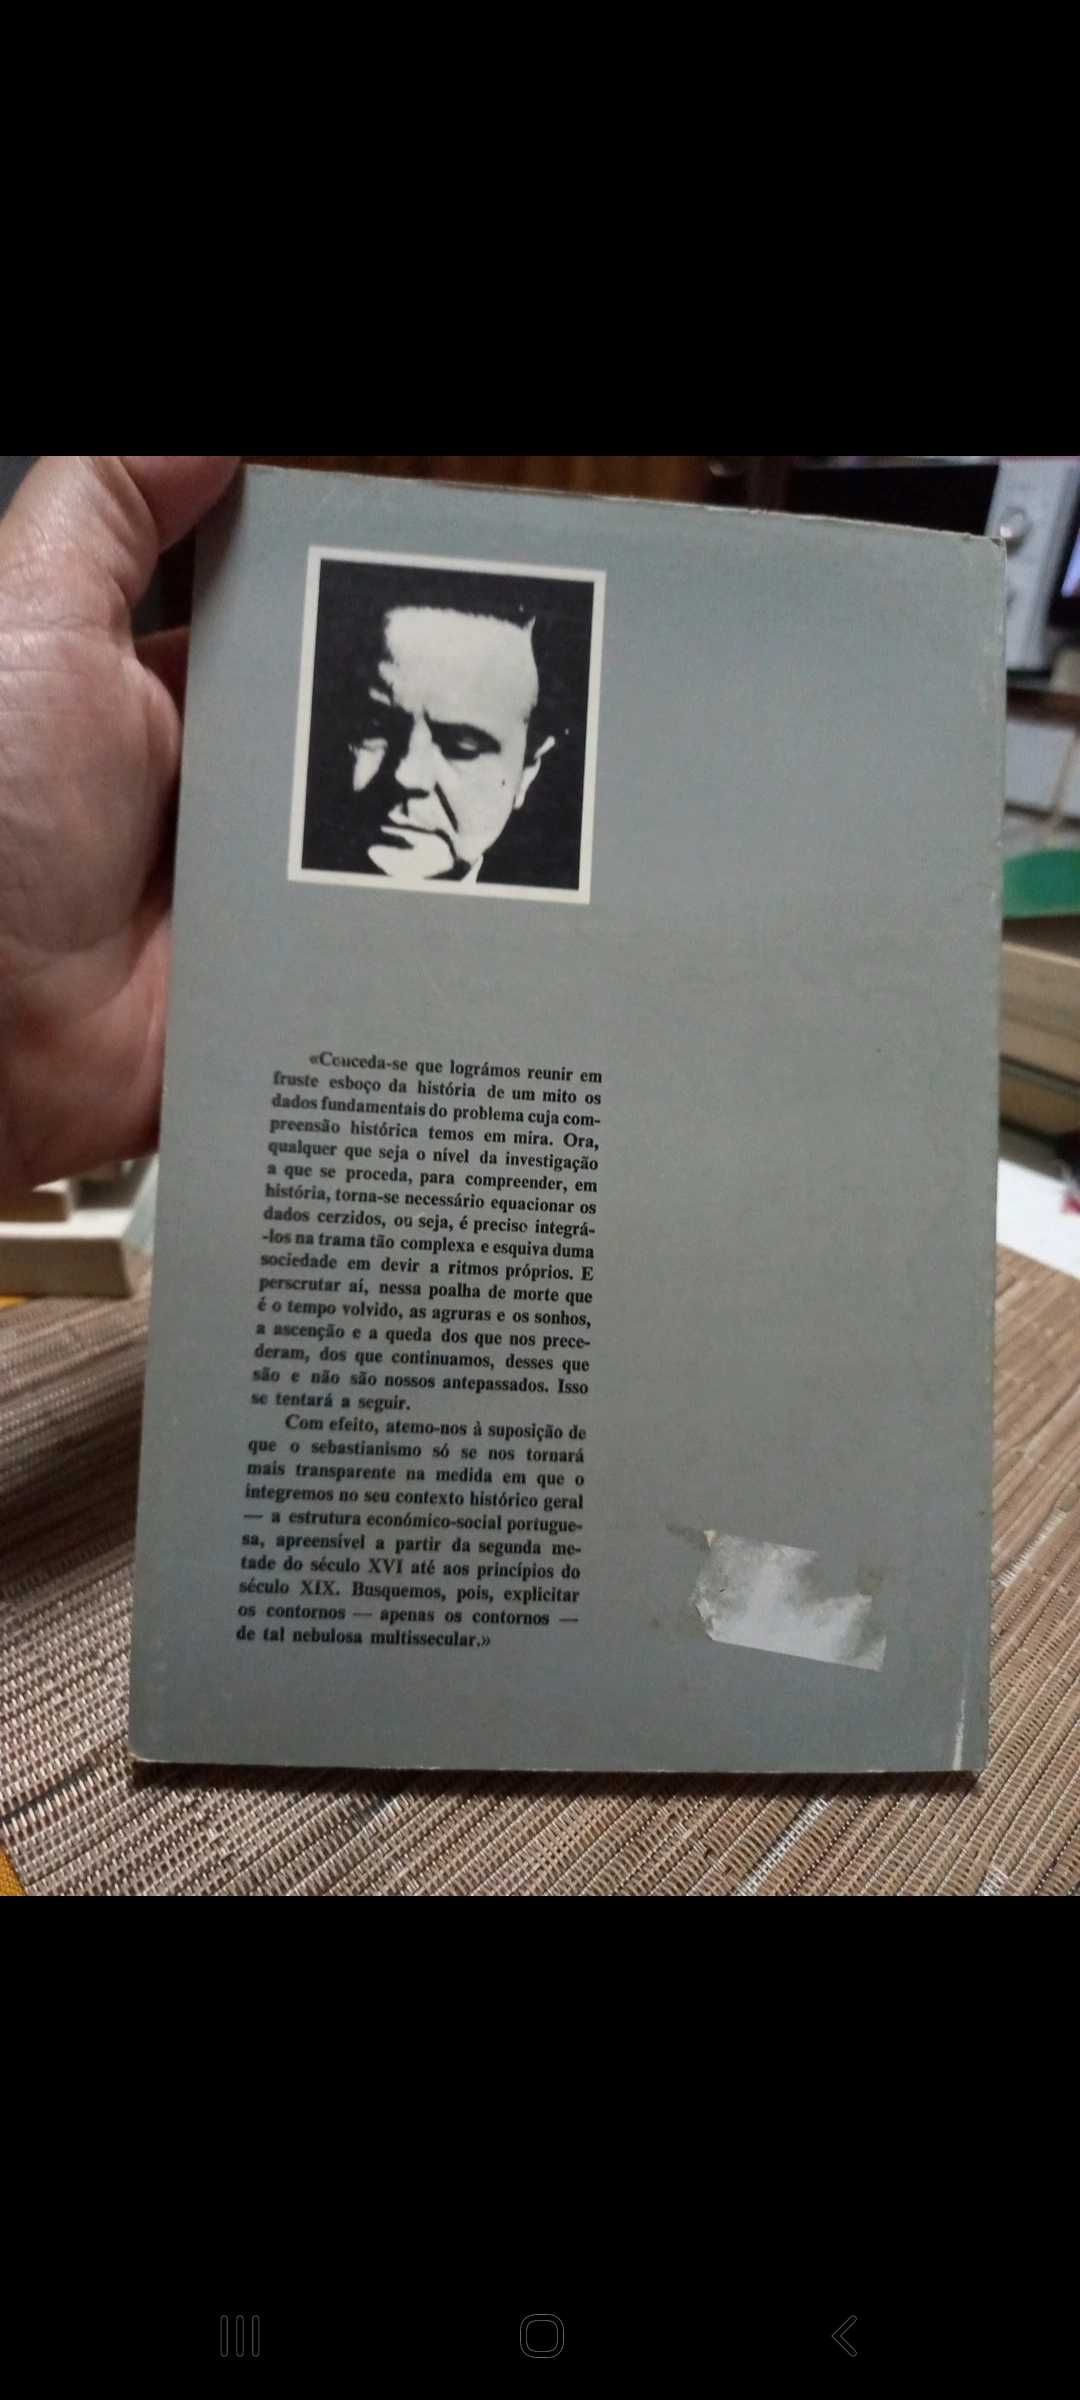 «Conceda-se que lográmos reunir em
fruste esboço da história de um mito os
dados fundamentais do problema cuja com-
preensão histórica temos em mira. Ora,
qualquer que seja o nível da investigação
a que se proceda, para compreender, em
história, torna-se necessário equacionar os
dados cerzidos, ou seja, é preciso integrá-
-los na trama tão complexa e esquiva duma
sociedade em devir a ritmos próprios. E
perscrutar aí, nessa poalha de morte que
é o tempo volvido, as agruras e os sonhos,
a ascenção e a queda dos que nos prece-
deram, dos que continuamos, desses que
são e não são nossos antepassados. Isso
se tentará a seguir.
Com efeito, atemo-nos à suposição de
que o sebastianismo só se nos tornará
mais transparente na medida em que o
integremos no seu contexto histórico geral
— a estrutura económico-social portugue-
sa, apreensível a partir da segunda me-
tade do século XVI até aos princípios do
século XIX. Busquemos, pois, explicitar
os contornos — apenas os contornos —
de tal nebulosa multissecular.»